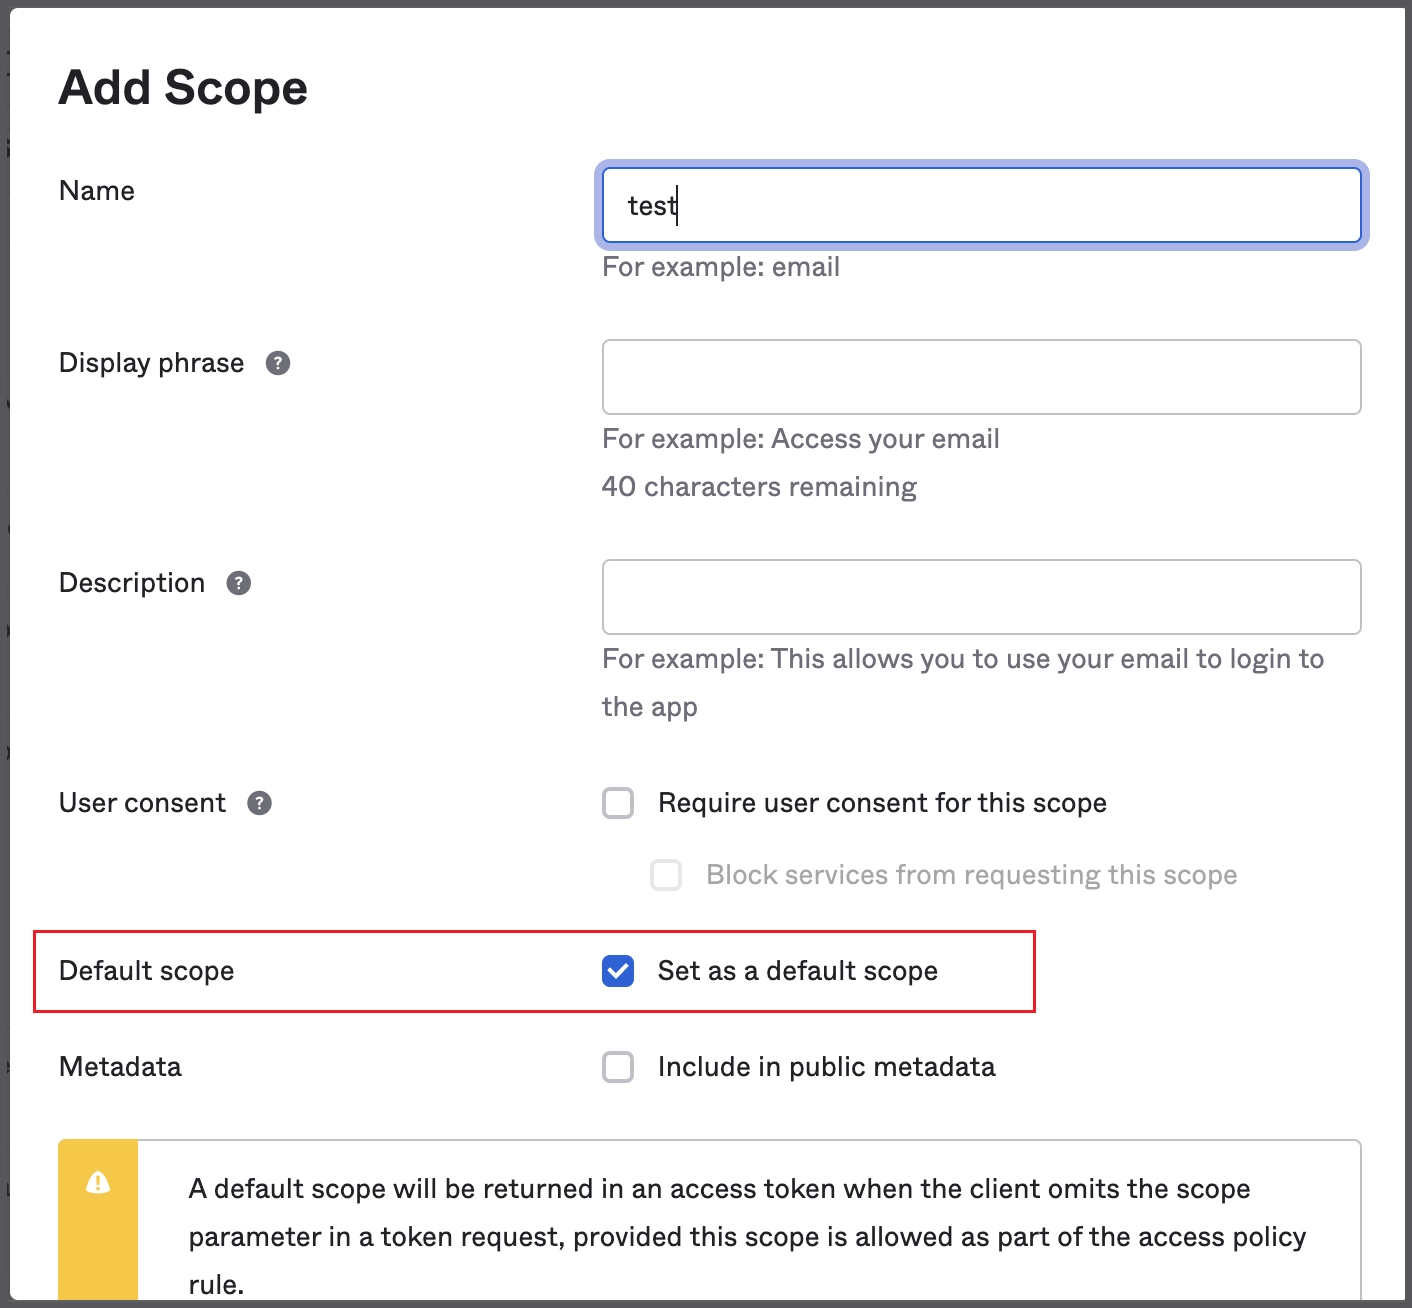 Add Scope
Name
test
For example: email
Display phrase ?
For example: Access your email
40 characters remaining
Description ?
For example: This allows you to use your email to login to
the app
User consent ?
Require user consent for this scope
Block services from requesting this scope
Default scope
Set as a default scope
Metadata
Include in public metadata
A default scope will be returned in an access token when the client omits the scope
parameter in a token request, provided this scope is allowed as part of the access policy
rule.